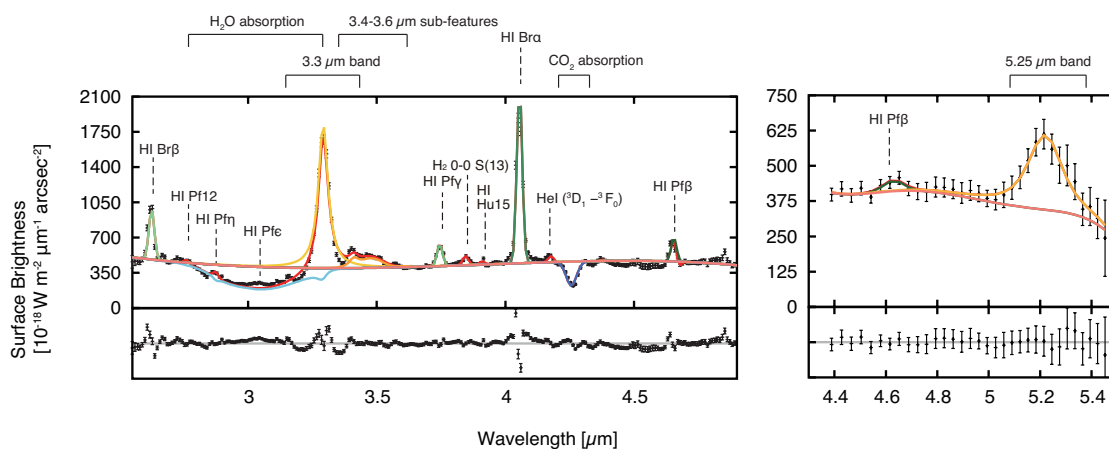 H₂O absorption
3.4-3.6 µm sub-features
HI Brα
3.3 µm band
CO₂ absorption
5.25 µm band
HI Brβ
HI Pf12
HI Pfη
HI Pfε
H₂ 0-0 S(13)
HI Pfγ
HI
Hu15
HeI (³D₁ –³F₀)
HI Pfβ
HI Pfβ
2100
1750
1400
1050
700
350
0
750
625
500
375
250
125
0
3
3.5
4
4.5
4.4
4.6
4.8
5
5.2
5.4
Surface Brightness
[10⁻¹⁸ W m⁻² µm⁻¹ arcsec⁻²]
Wavelength [µm]